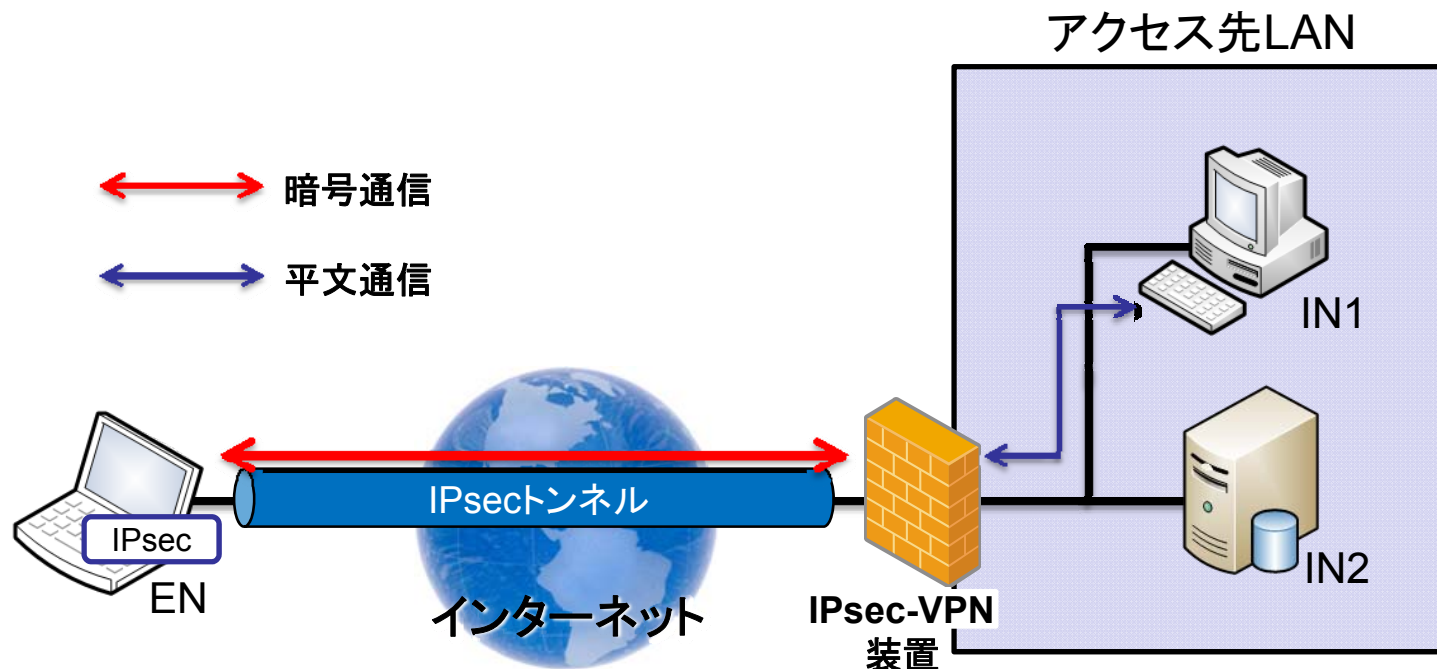 アクセス先LAN
暗号通信
平文通信
IN1
IPsecトンネル
IPsec
EN
インターネット
IPsec-VPN
装置
IN2